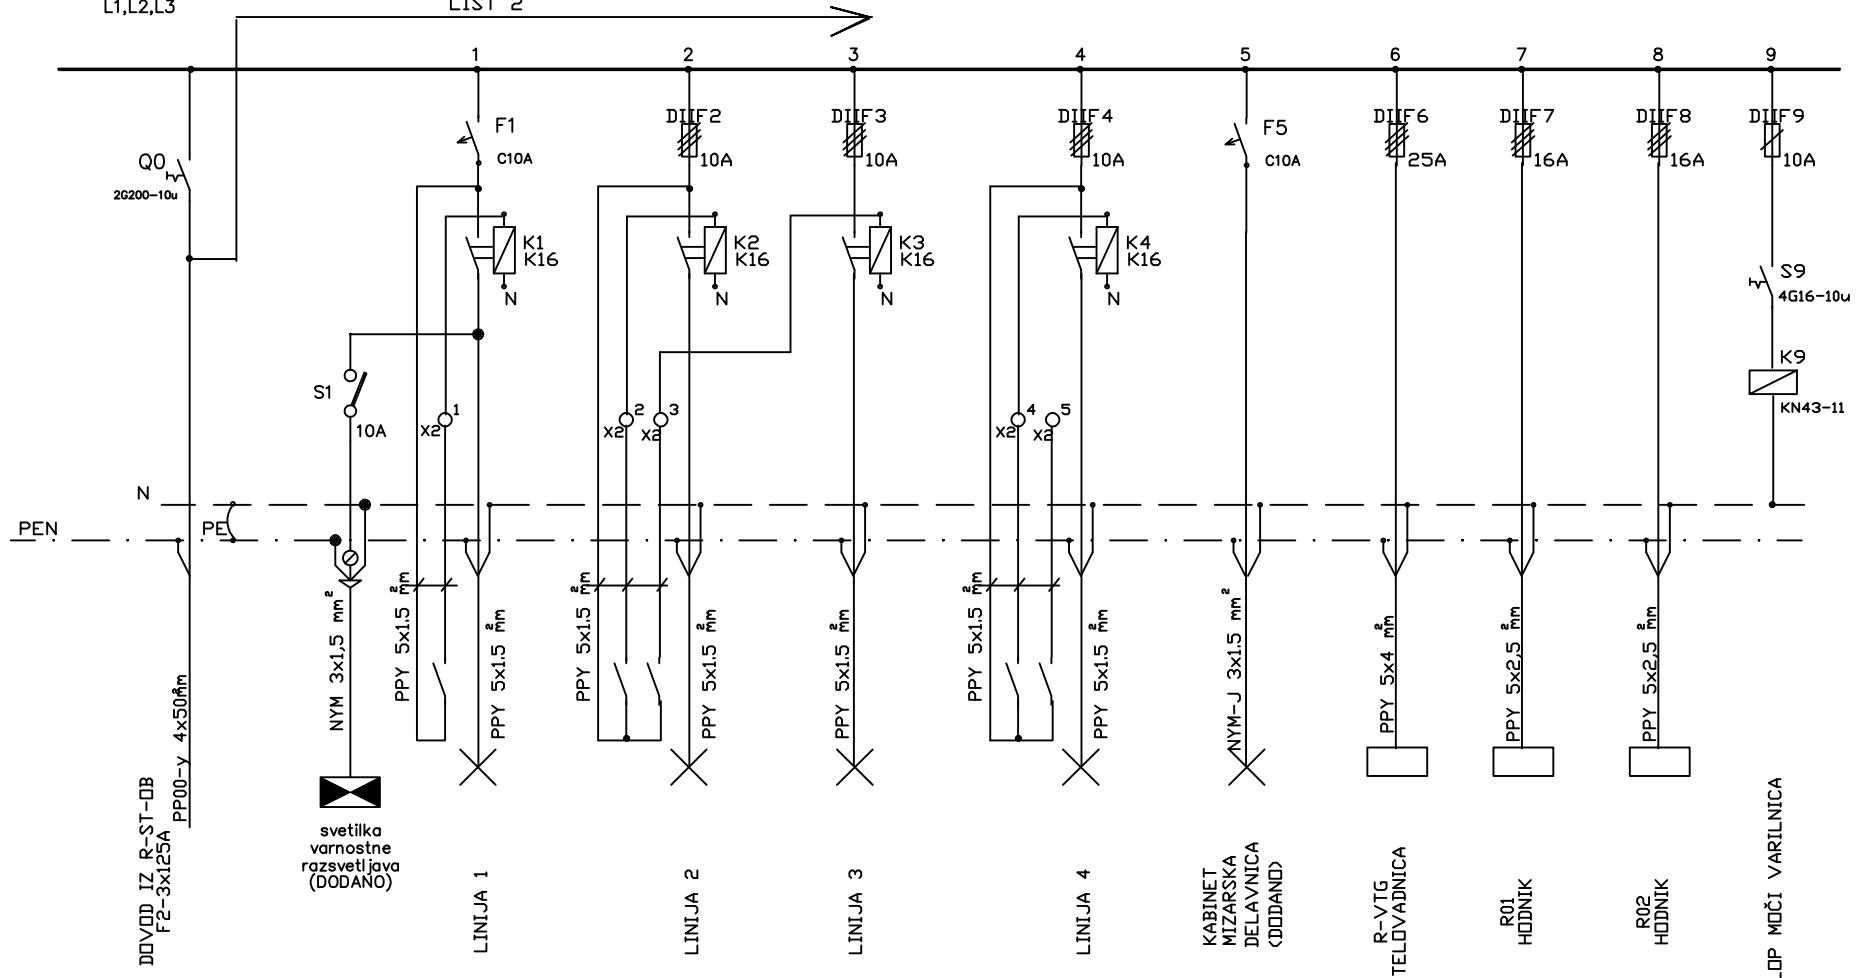 L1,L2,L3
LIST 2
1
2
3
4
5
6
7
8
9
F1
C10A
DIIF2
10A
DIIF3
10A
DIIF4
10A
F5
C10A
DIIF6
25A
DIIF7
16A
DIIF8
16A
DIIF9
10A
Q0
2G200-10u
K1
K16
N
K2
K16
N
K3
K16
N
K4
K16
N
S9
4G16-10u
K9
KN43-11
S1
10A
1
X2
2
X2
3
X2
4
X2
5
X2
N
PEN
PE
PP00-y 4x50mm²
NYM 3x1,5 mm²
PPY 5x1.5 mm²
PPY 5x1.5 mm²
PPY 5x1.5 mm²
PPY 5x1.5 mm²
PPY 5x1.5 mm²
PPY 5x1.5 mm²
PPY 5x1.5 mm²
NYM-J 3x1.5 mm²
PPY 5x4 mm²
PPY 5x2,5 mm²
PPY 5x2,5 mm²
DOVOD IZ R-ST-OB
F2-3x125A
svetilka
varnostne
razsvetljava
(DODANO)
LINIJA 1
LINIJA 2
LINIJA 3
LINIJA 4
KABINET
MIZARSKA
DELAVNICA
(DODANO)
R-VTG
TELOVADNICA
R01
HODNIK
R02
HODNIK
MOČI VARILNICA